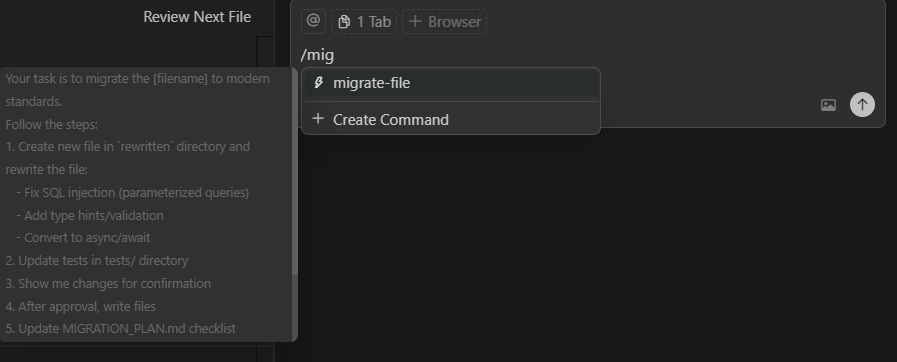 Review Next File
@ 1 Tab + Browser
/mig
migrate-file
+ Create Command
Your task is to migrate the [filename] to modern
standards.
Follow the steps:
1. Create new file in `rewritten` directory and
rewrite the file:
- Fix SQL injection (parameterized queries)
- Add type hints/validation
- Convert to async/await
2. Update tests in tests/ directory
3. Show me changes for confirmation
4. After approval, write files
5. Update MIGRATION_PLAN.md checklist